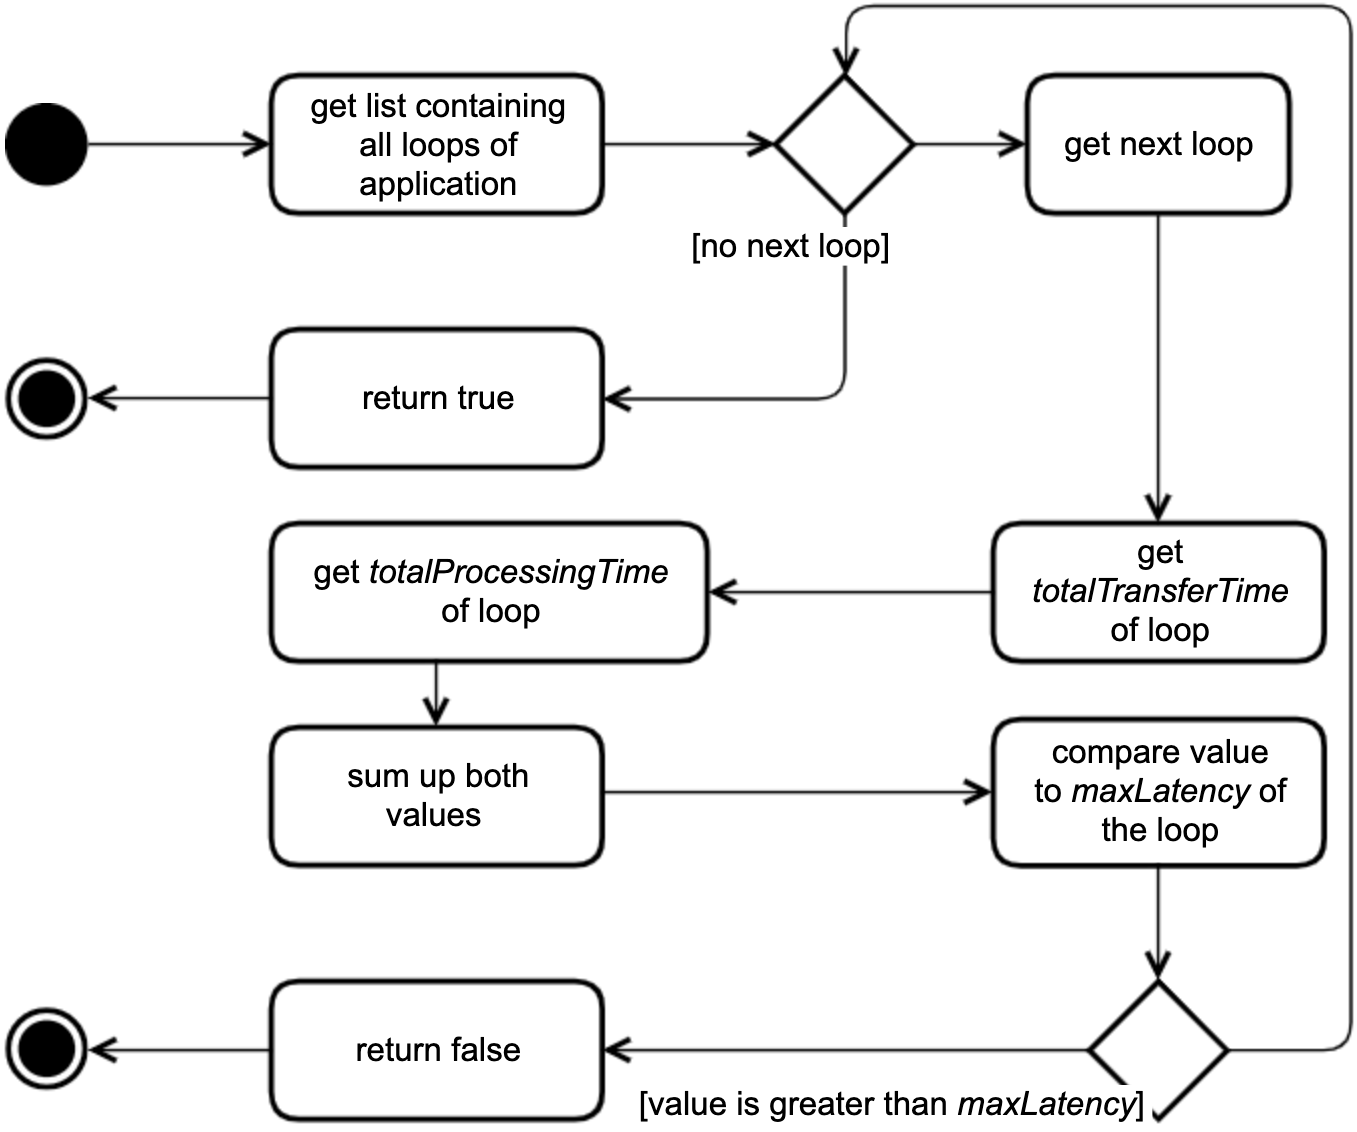 get list containing
all loops of
application
get next loop
[no next loop]
return true
get
totalTransferTime
of loop
get totalProcessingTime
of loop
sum up both
values
compare value
to maxLatency of
the loop
return false
[value is greater than maxLatency]